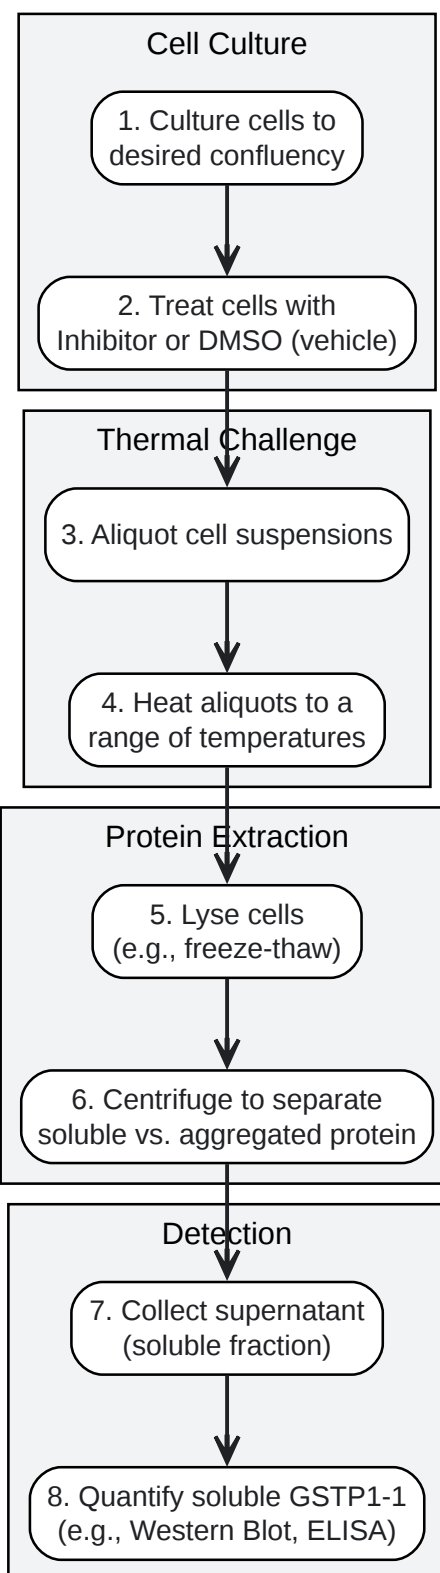 Cell Culture
1. Culture cells to
desired confluency
2. Treat cells with
Inhibitor or DMSO (vehicle)
Thermal Challenge
3. Aliquot cell suspensions
4. Heat aliquots to a
range of temperatures
Protein Extraction
5. Lyse cells
(e.g., freeze-thaw)
6. Centrifuge to separate
soluble vs. aggregated protein
Detection
7. Collect supernatant
(soluble fraction)
8. Quantify soluble GSTP1-1
(e.g., Western Blot, ELISA)